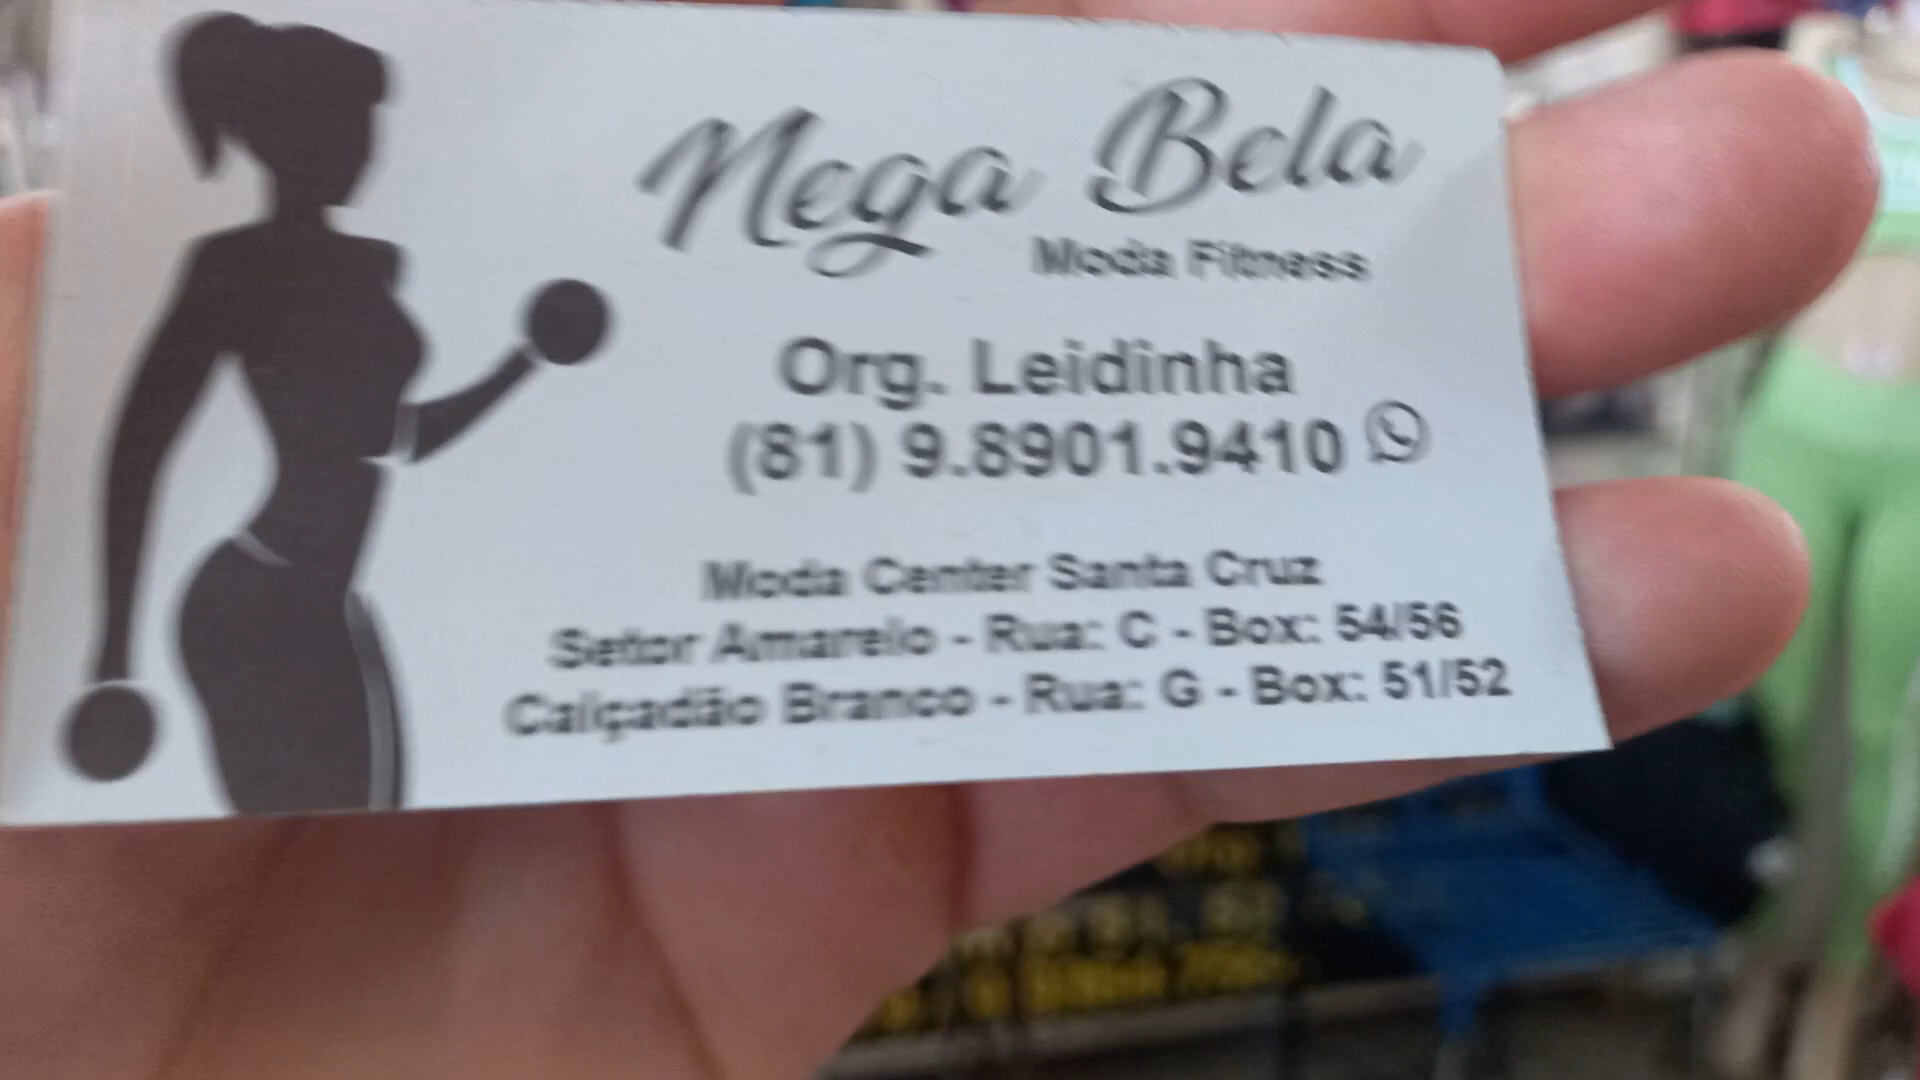 Nega Bela
Moda Fitness
Org. Leidinha
(81) 9.8901.9410
Moda Center Santa Cruz
Setor Amarelo - Rua: C - Box: 54/56
Calçadão Branco - Rua: G - Box: 51/52